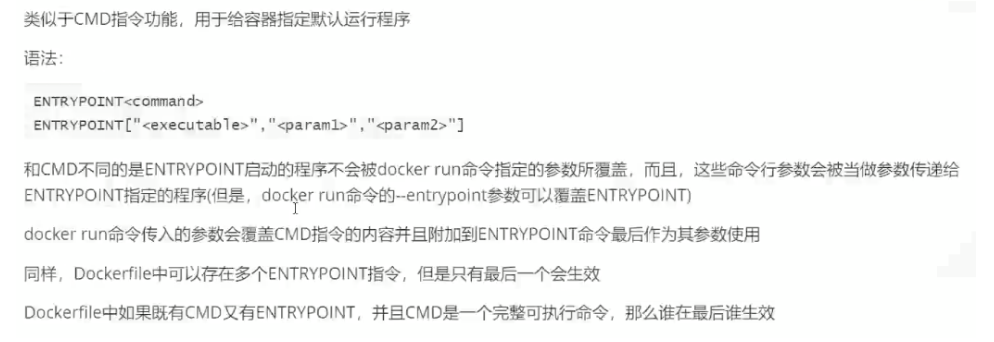 类似于CMD指令功能，用于给容器指定默认运行程序
语法：
ENTRYPOINT<command>
ENTRYPOINT["<executable>","<param1>","<param2>"]
和CMD不同的是ENTRYPOINT启动的程序不会被docker run命令指定的参数所覆盖，而且，这些命令行参数会被当做参数传递给
ENTRYPOINT指定的程序(但是，docker run命令的--entrypoint参数可以覆盖ENTRYPOINT)
docker run命令传入的参数会覆盖CMD指令的内容并且附加到ENTRYPOINT命令最后作为其参数使用
同样，Dockerfile中可以存在多个ENTRYPOINT指令，但是只有最后一个会生效
Dockerfile中如果既有CMD又有ENTRYPOINT，并且CMD是一个完整可执行命令，那么谁在最后谁生效